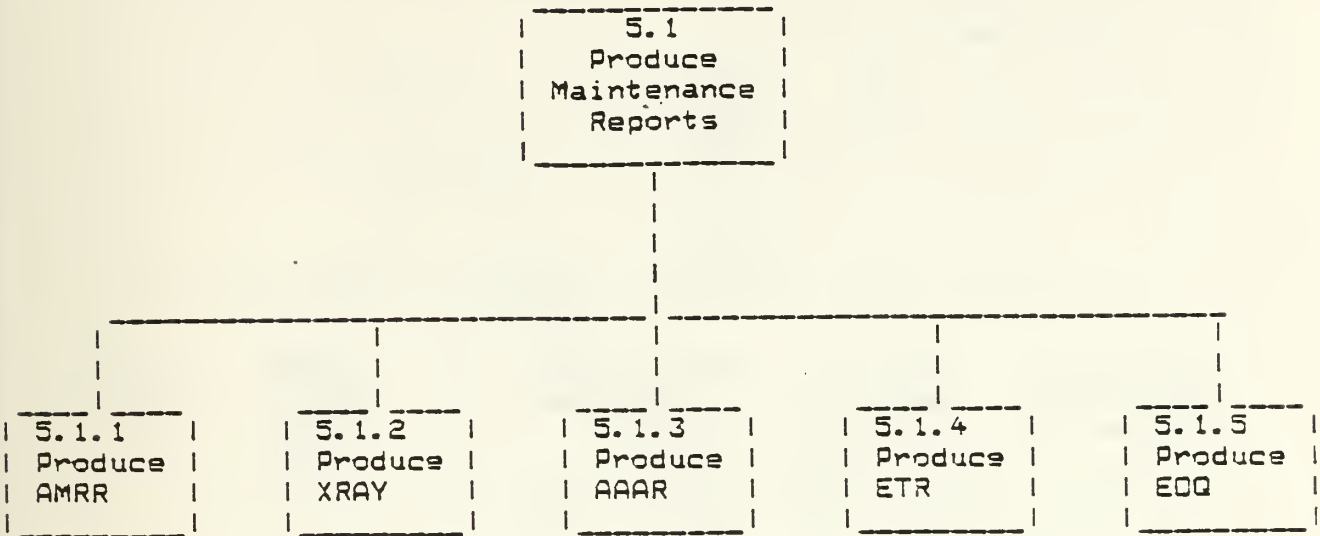 5.1
Produce
Maintenance
Reports
5.1.1
Produce
AMRR
5.1.2
Produce
XRAY
5.1.3
Produce
AAAR
5.1.4
Produce
ETR
5.1.5
Produce
EOQ